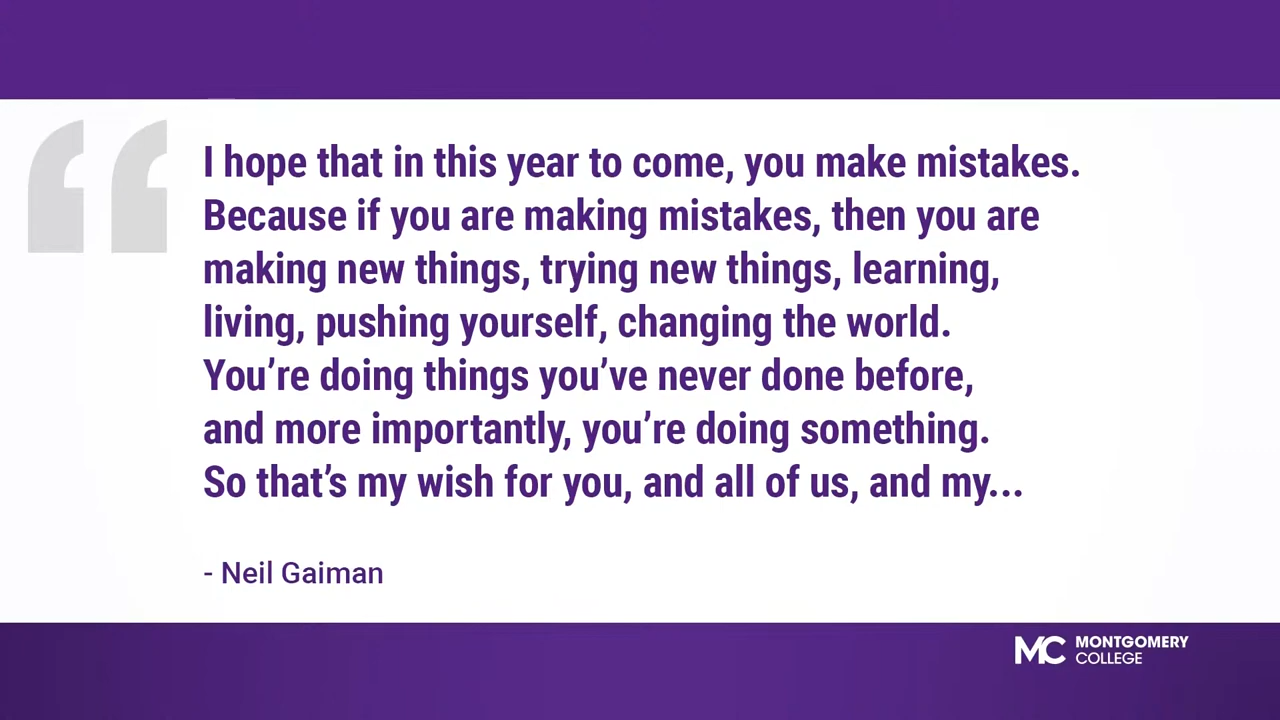 I hope that in this year to come, you make mistakes.
Because if you are making mistakes, then you are
making new things, trying new things, learning,
living, pushing yourself, changing the world.
You’re doing things you’ve never done before,
and more importantly, you’re doing something.
So that’s my wish for you, and all of us, and my...
- Neil Gaiman
MC MONTGOMERY
COLLEGE